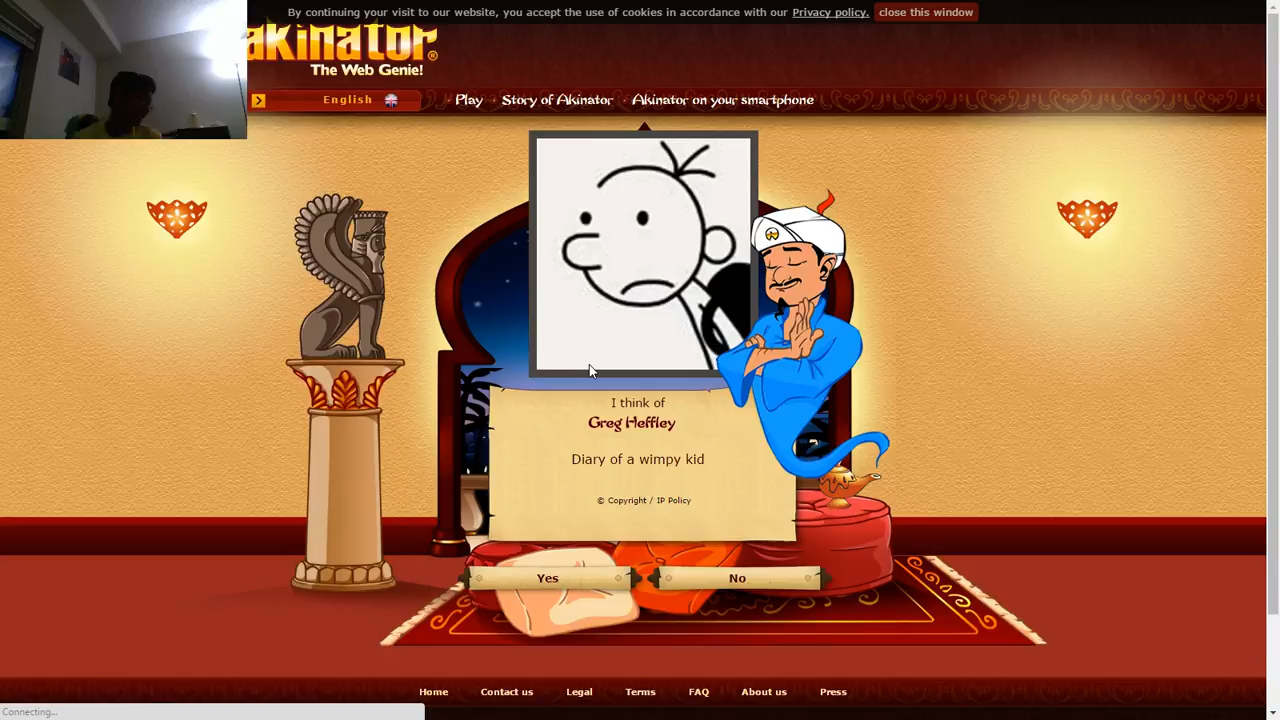 By continuing your visit to our website, you accept the use of cookies in accordance with our Privacy policy. close this window
akinator®
The Web Genie!
English
Play · Story of Akinator · Akinator on your smartphone
I think of
Greg Heffley
Diary of a wimpy kid
© Copyright / IP Policy
Yes
No
Home
Contact us
Legal
Terms
FAQ
About us
Press
Connecting...